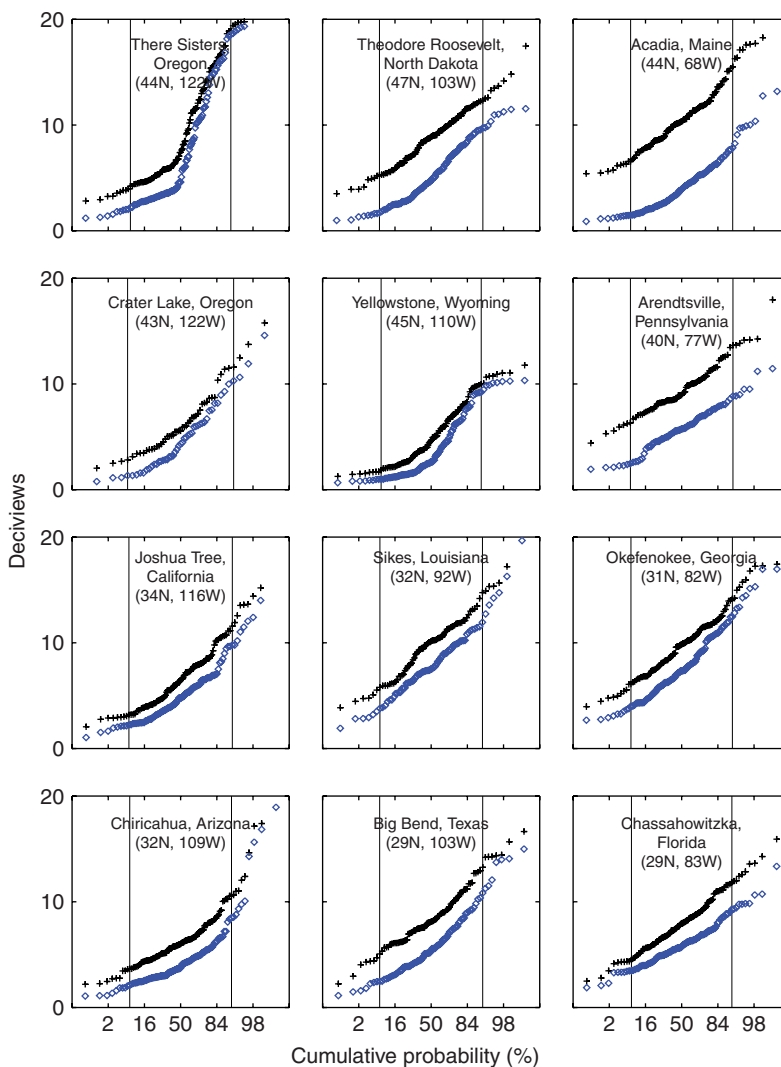 20
There Sisters,
Oregon
(44N, 122W)
Theodore Roosevelt,
North Dakota
(47N, 103W)
Acadia, Maine
(44N, 68W)
10
0
20
Crater Lake, Oregon
(43N, 122W)
Yellowstone, Wyoming
(45N, 110W)
Arendtsville,
Pennsylvania
(40N, 77W)
10
0
Deciviews
20
Joshua Tree,
California
(34N, 116W)
Sikes, Louisiana
(32N, 92W)
Okefenokee, Georgia
(31N, 82W)
10
0
20
Chiricahua, Arizona
(32N, 109W)
Big Bend, Texas
(29N, 103W)
Chassahowitzka,
Florida
(29N, 83W)
10
0
2 16 50 84 98
2 16 50 84 98
2 16 50 84 98
Cumulative probability (%)